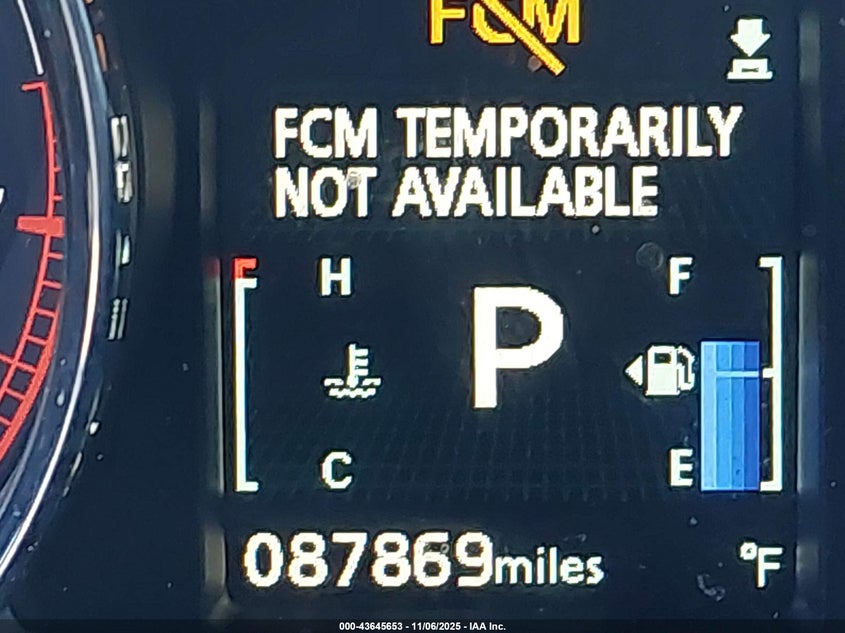 FCM
FCM TEMPORARILY
NOT AVAILABLE
H
F
P
C
E
087869miles
°F
000-43645653 - 11/06/2025 - IAA Inc.